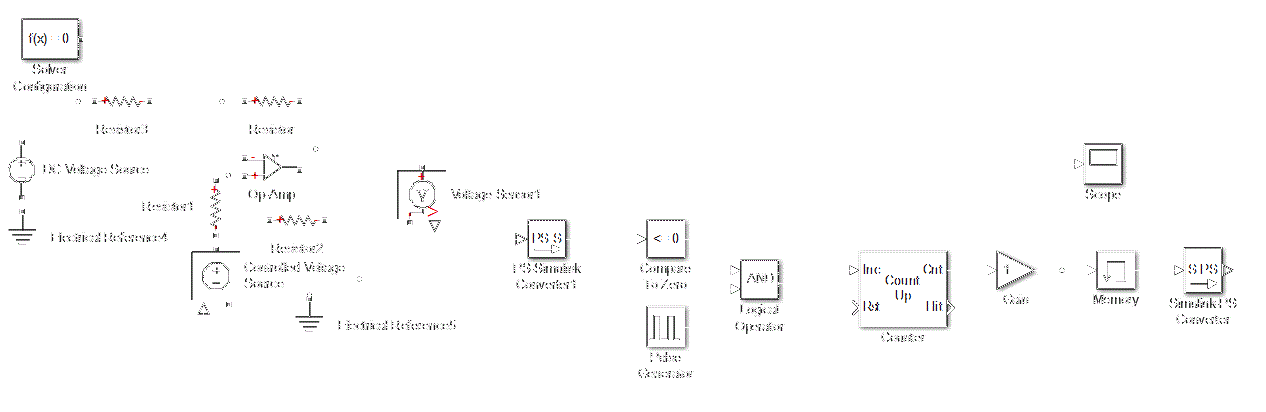 f(x) = 0
Solver
Configuration
Resistor3
Resistor
DC Voltage Source
Op-Amp
Voltage Sensor1
Scope
Resistor1
Electrical Reference4
Resistor2
PS S
PS-Simulink
Converter1
< = 0
Compare
To Zero
Controlled Voltage
Source
AND
Logical
Operator
Inc
Cnt
Count
Up
Rst
Hit
Counter
1
Gain
Memory
S PS
Simulink-PS
Converter
Electrical Reference5
Pulse
Generator
V